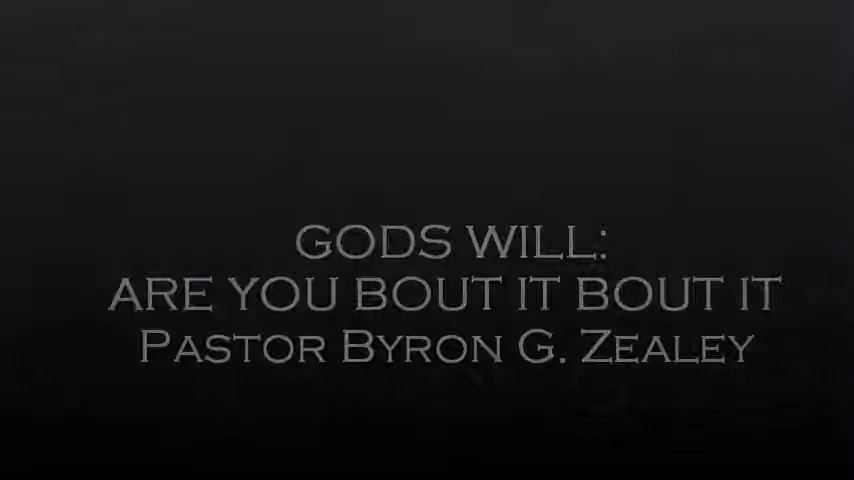 GODS WILL:
ARE YOU BOUT IT BOUT IT
PASTOR BYRON G. ZEALEY